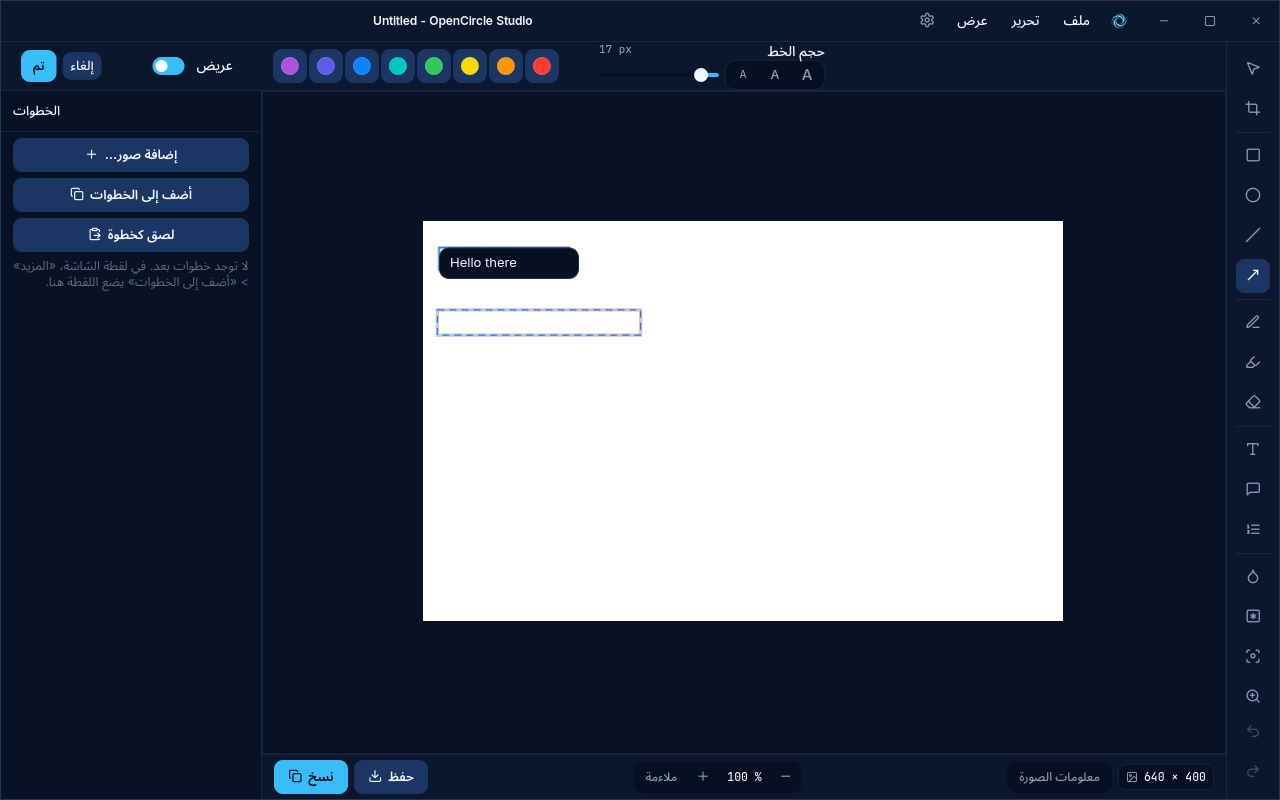 Untitled - OpenCircle Studio
ملف
تحرير
عرض
حجم الخط
17 px
A A A
عريض
إلغاء
تم
الخطوات
إضافة صور...
أضف إلى الخطوات
لصق كخطوة
لا توجد خطوات بعد. في لقطة الشاشة، «المزيد»
> «أضف إلى الخطوات» يضع اللقطة هنا.
Hello there
640 × 400
معلومات الصورة
100 %
ملاءمة
حفظ
نسخ